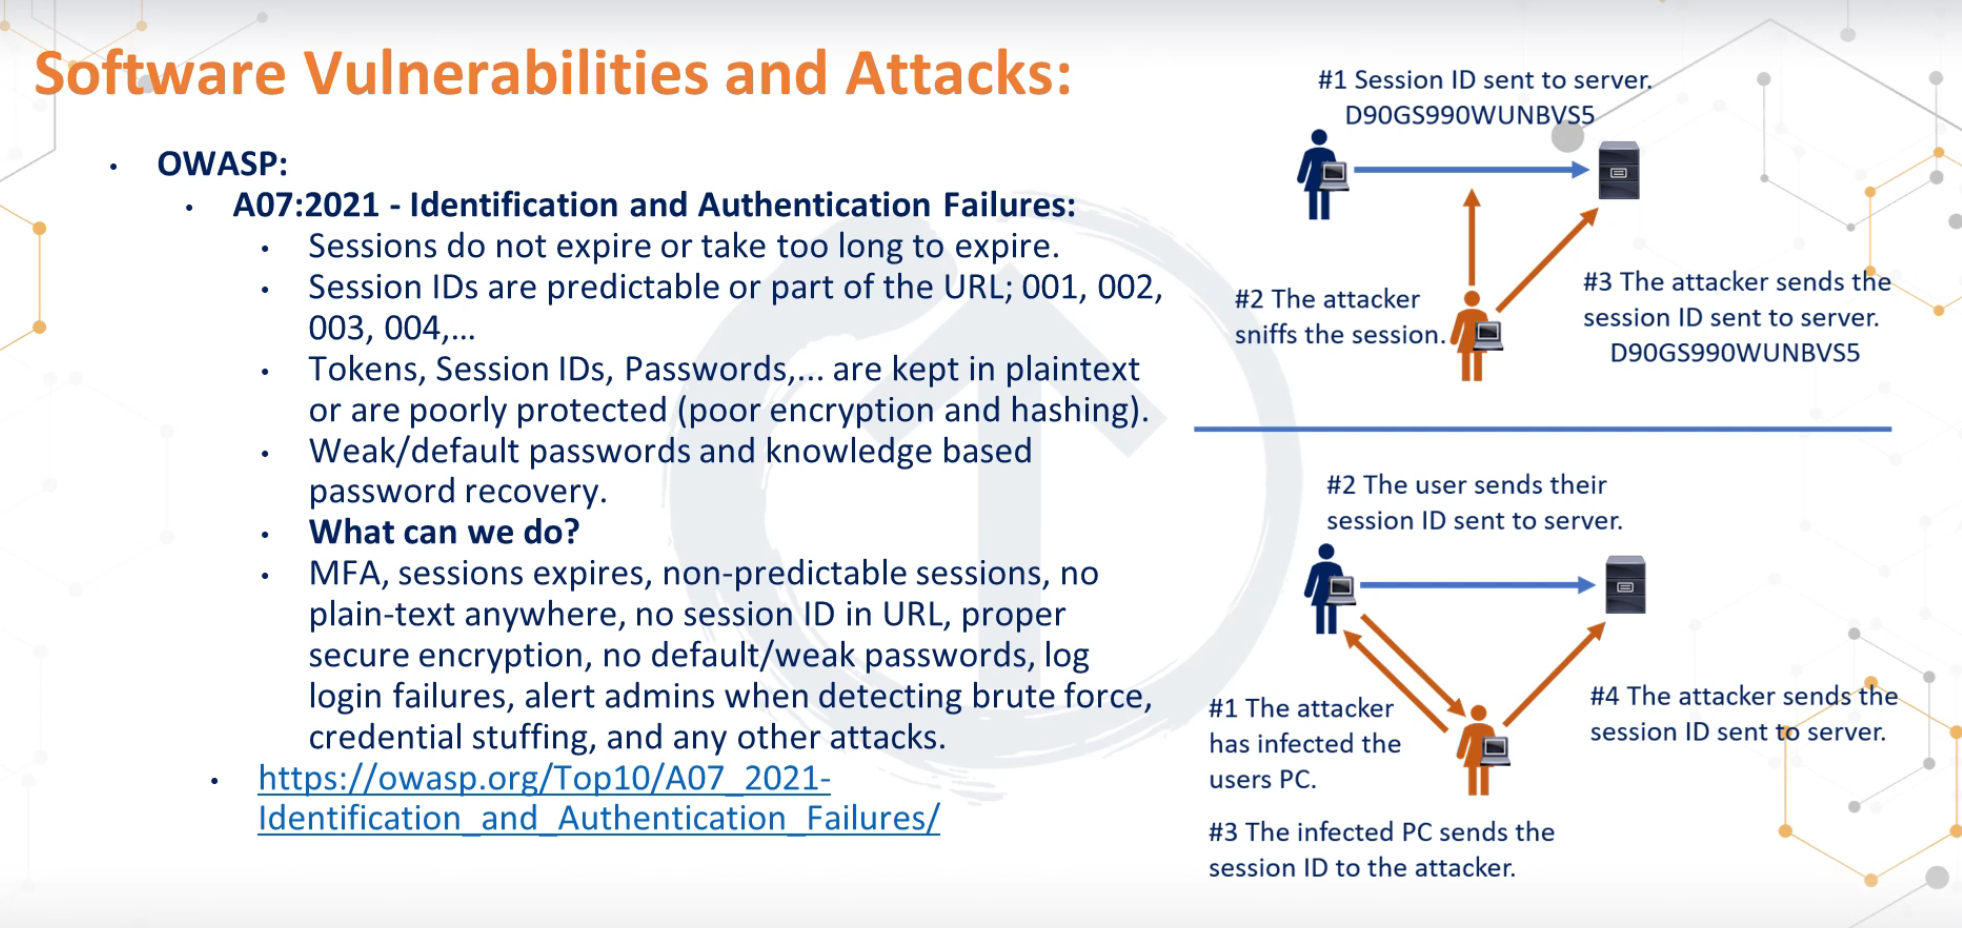 Software Vulnerabilities and Attacks:
• OWASP:
• A07:2021 - Identification and Authentication Failures:
• Sessions do not expire or take too long to expire.
• Session IDs are predictable or part of the URL; 001, 002,
003, 004,...
• Tokens, Session IDs, Passwords,... are kept in plaintext
or are poorly protected (poor encryption and hashing).
• Weak/default passwords and knowledge based
password recovery.
• What can we do?
• MFA, sessions expires, non-predictable sessions, no
plain-text anywhere, no session ID in URL, proper
secure encryption, no default/weak passwords, log
login failures, alert admins when detecting brute force,
credential stuffing, and any other attacks.
• https://owasp.org/Top10/A07_2021-
Identification_and_Authentication_Failures/
#1 Session ID sent to server.
D90GS990WUNBVS5
#2 The attacker
sniffs the session.
#3 The attacker sends the
session ID sent to server.
D90GS990WUNBVS5
#2 The user sends their
session ID sent to server.
#1 The attacker
has infected the
users PC.
#4 The attacker sends the
session ID sent to server.
#3 The infected PC sends the
session ID to the attacker.